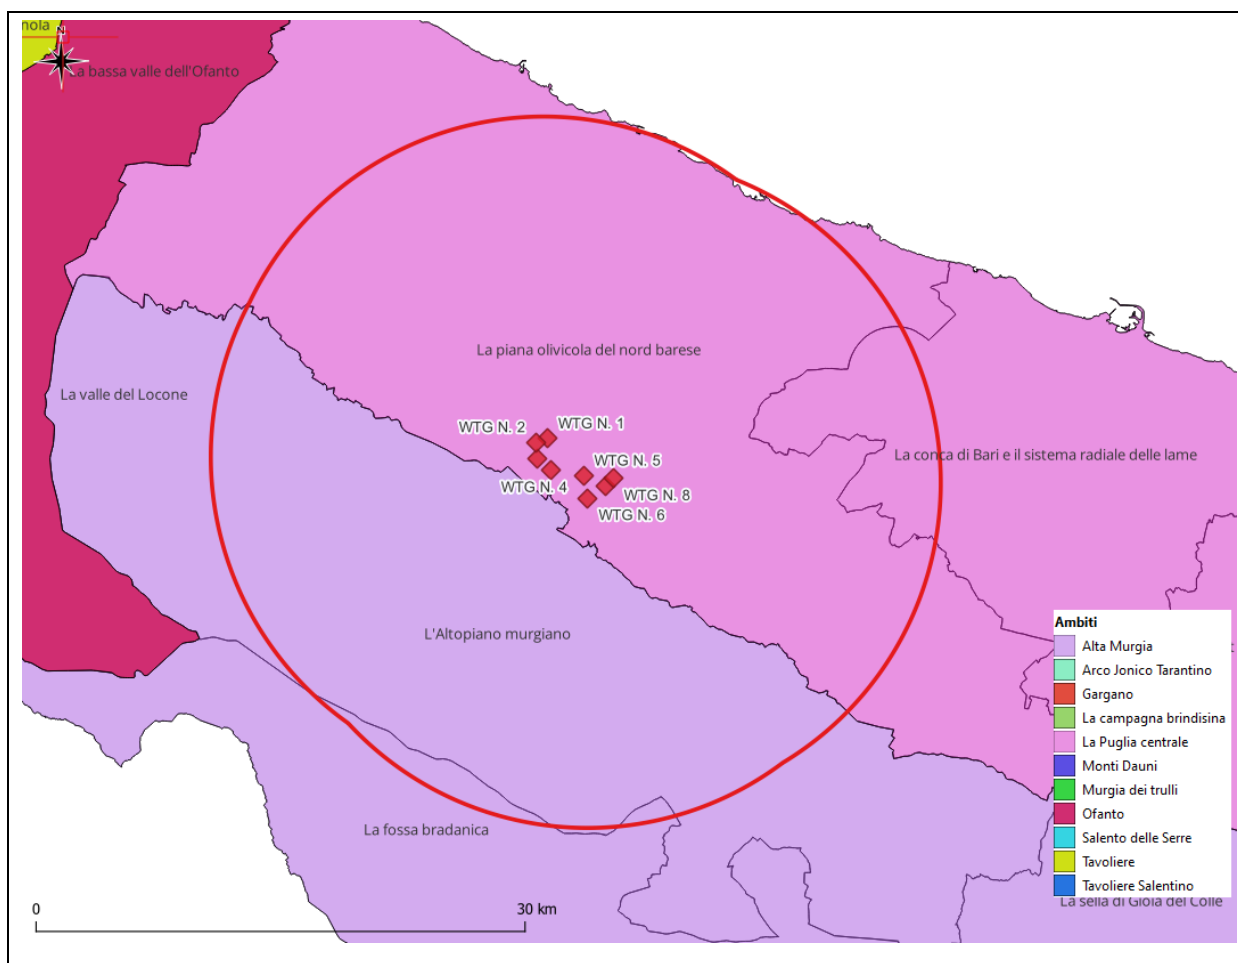 nola
N
La bassa valle dell'Ofanto
La piana olivicola del nord barese
La valle del Locone
WTG N. 2
WTG N. 1
WTG N. 5
WTG N. 4
WTG N. 8
WTG N. 6
La conca di Bari e il sistema radiale delle lame
L'Altopiano murgiano
La fossa bradanica
Ambiti
Alta Murgia
Arco Jonico Tarantino
Gargano
La campagna brindisina
La Puglia centrale
Monti Dauni
Murgia dei trulli
Ofanto
Salento delle Serre
Tavoliere
Tavoliere Salentino
La sella di Gioia del Colle
0
30 km